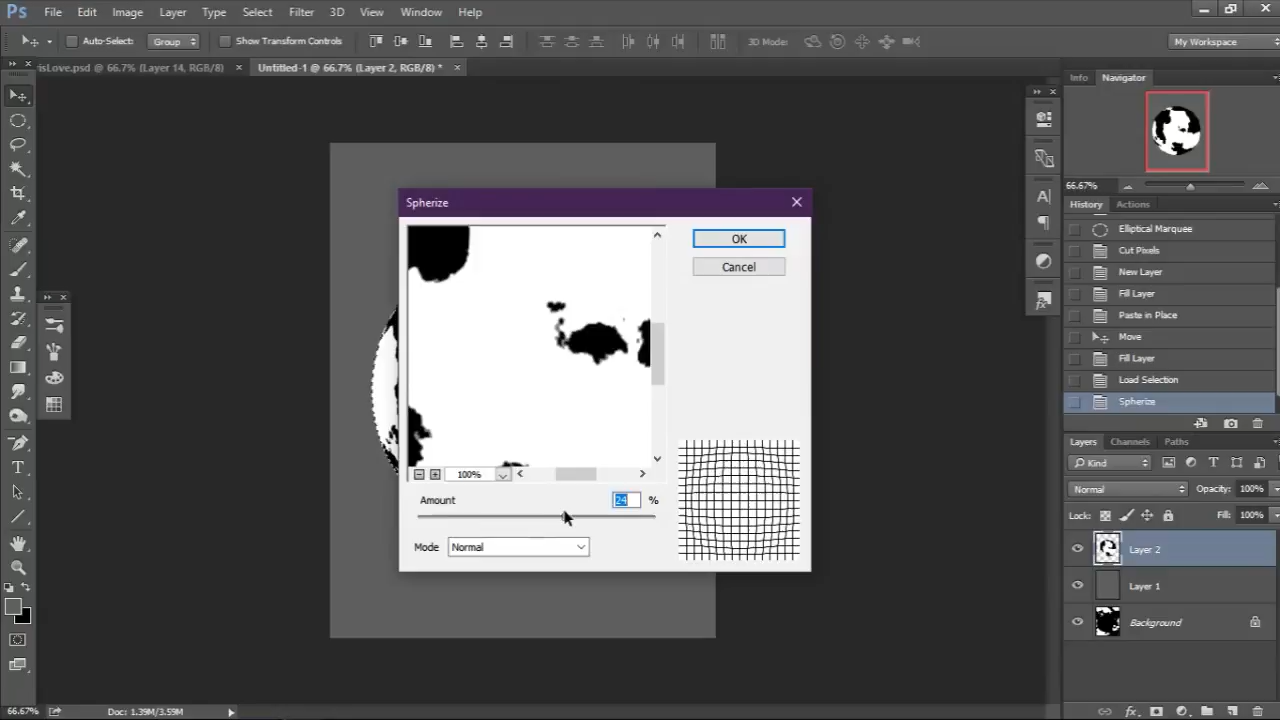 Ps File Edit Image Layer Type Select Filter 3D View Window Help
Auto-Select: Group Show Transform Controls 3D Mode: My Workspace
isLove.psd @ 66.7% (Layer 14, RGB/8) × Untitled-1 @ 66.7% (Layer 2, RGB/8) * ×
Info Navigator
66.67%
History Actions
Elliptical Marquee
Cut Pixels
New Layer
Fill Layer
Paste in Place
Move
Fill Layer
Load Selection
Spherize
Layers Channels Paths
Kind
Normal Opacity: 100%
Lock: Fill: 100%
Layer 2
Layer 1
Background
Spherize
OK
Cancel
100%
Amount 24 %
Mode Normal
66.67% Doc: 1.39M/3.59M